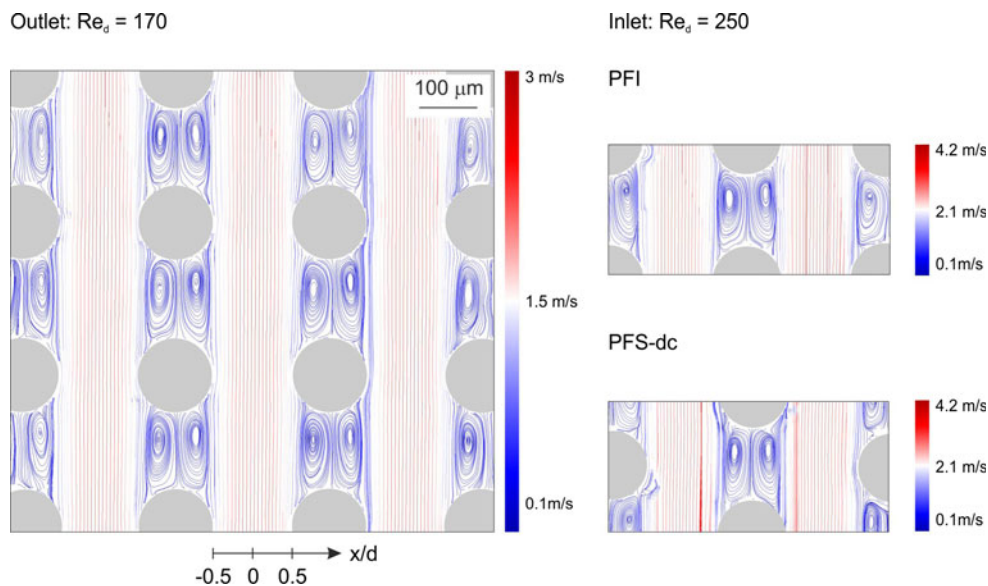 Outlet: Re_d = 170
100 μm
3 m/s
1.5 m/s
0.1m/s
-0.5 0 0.5 x/d
Inlet: Re_d = 250
PFI
4.2 m/s
2.1 m/s
0.1m/s
PFS-dc
4.2 m/s
2.1 m/s
0.1m/s